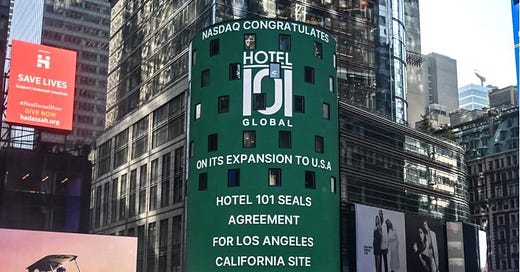 NASDAQ CONGRATULATES
HOTEL
101
GLOBAL
ON ITS EXPANSION TO U.S.A
HOTEL 101 SEALS
AGREEMENT
FOR LOS ANGELES
CALIFORNIA SITE
H
SAVE LIVES
GIVE NOW
hadassah.org